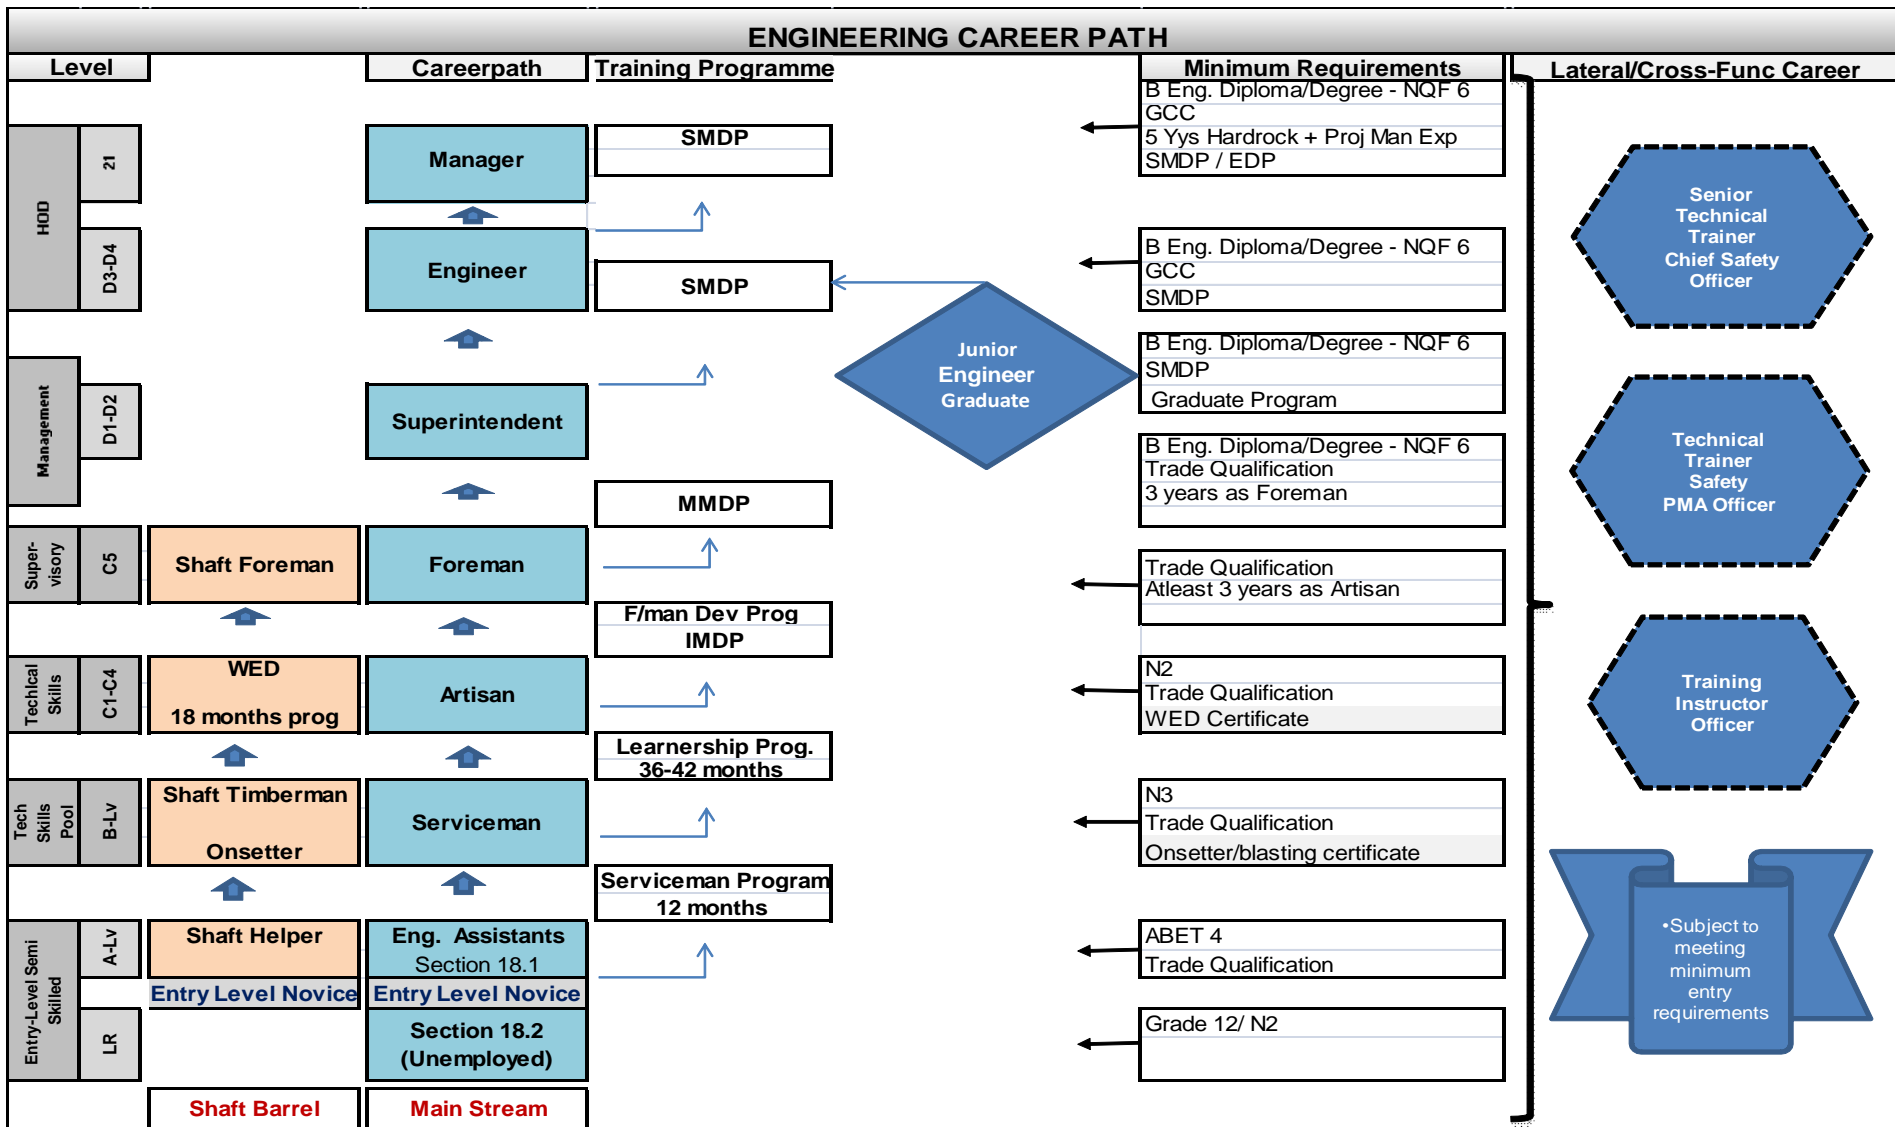 ENGINEERING CAREER PATH
Level
Careerpath
Training Programme
Minimum Requirements
Lateral/Cross-Func Career
HOD
21
D3-D4
Management
D1-D2
Super-
visory
C5
Techical
Skills
C1-C4
Tech
Skills
Pool
B-Lv
Entry-Level Semi
Skilled
A-Lv
LR
Shaft Foreman
WED
18 months prog
Shaft Timberman
Onsetter
Shaft Helper
Entry Level Novice
Shaft Barrel
Manager
Engineer
Superintendent
Foreman
Artisan
Serviceman
Eng. Assistants
Section 18.1
Entry Level Novice
Section 18.2
(Unemployed)
Main Stream
SMDP
SMDP
MMDP
F/man Dev Prog
IMDP
Learnership Prog.
36-42 months
Serviceman Program
12 months
Junior
Engineer
Graduate
B Eng. Diploma/Degree - NQF 6
GCC
5 Yys Hardrock + Proj Man Exp
SMDP / EDP
B Eng. Diploma/Degree - NQF 6
GCC
SMDP
B Eng. Diploma/Degree - NQF 6
SMDP
Graduate Program
B Eng. Diploma/Degree - NQF 6
Trade Qualification
3 years as Foreman
Trade Qualification
Atleast 3 years as Artisan
N2
Trade Qualification
WED Certificate
N3
Trade Qualification
Onsetter/blasting certificate
ABET 4
Trade Qualification
Grade 12/ N2
Senior
Technical
Trainer
Chief Safety
Officer
Technical
Trainer
Safety
PMA Officer
Training
Instructor
Officer
•Subject to
meeting
minimum
entry
requirements